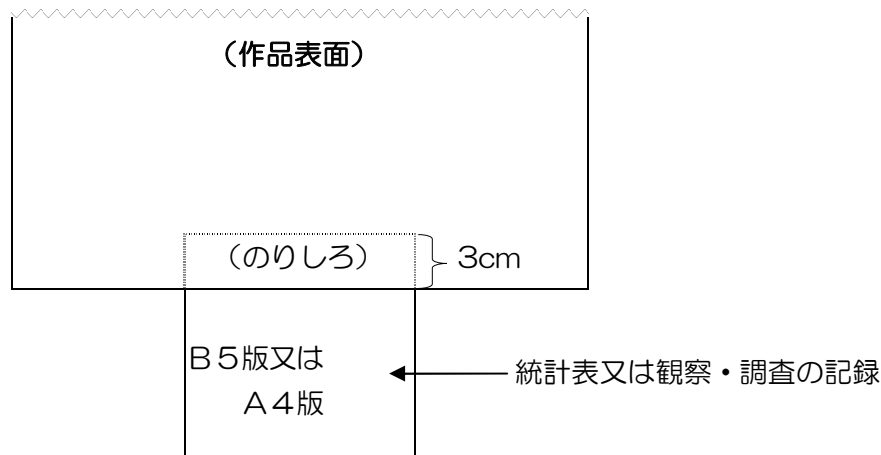 （作品表面）
（のりしろ）
3cm
B5版又は
A4版
統計表又は観察・調査の記録